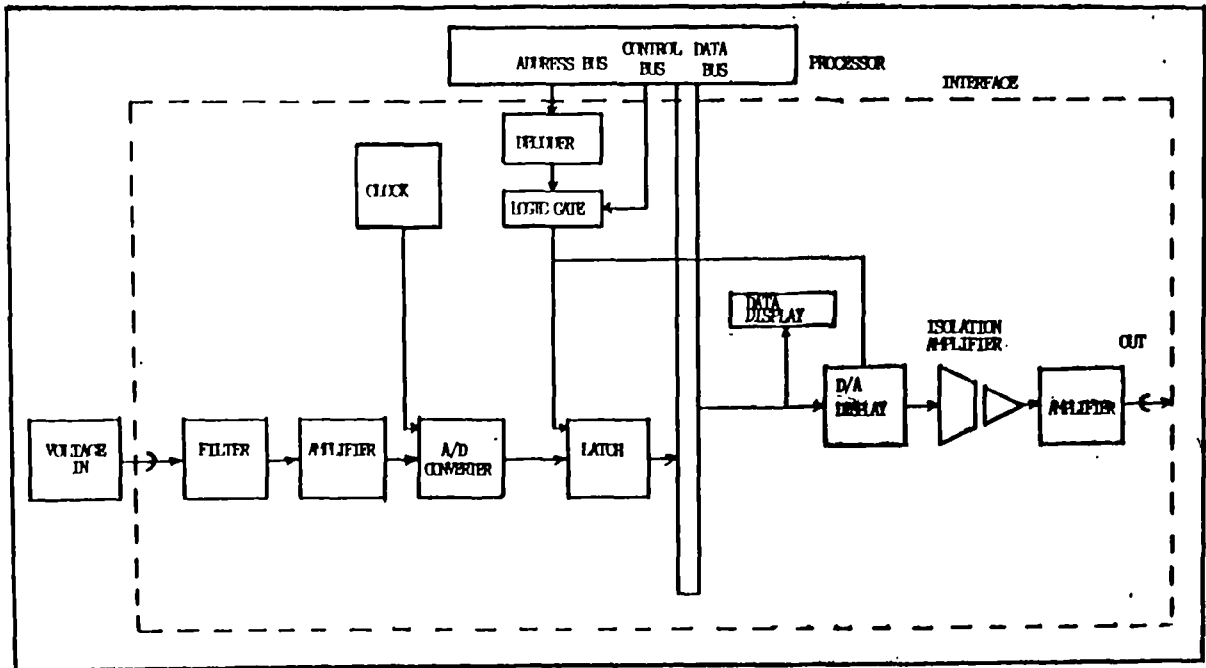 CONTROL DATA
ADDRESS BUS BUS BUS
PROCESSOR
INTERFACE
DECODER
CLOCK
LOGIC GATE
DATA
DISPLAY
ISOLATION
AMPLIFIER
OUT
D/A
DISPLAY
AMPLIFIER
VOLTAGE
IN
FILTER
AMPLIFIER
A/D
CONVERTER
LATCH